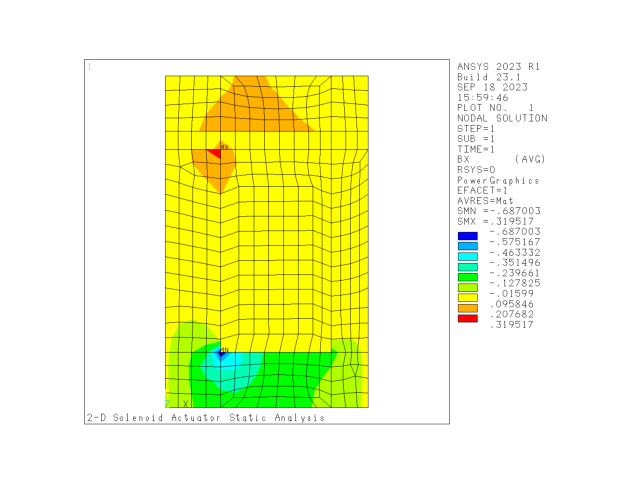 1
ANSYS 2023 R1
Build 23.1
SEP 18 2023
15:59:46
PLOT NO. 1
NODAL SOLUTION
STEP=1
SUB =1
TIME=1
BX (AVG)
RSYS=0
PowerGraphics
EFACET=1
AVRES=Mat
SMN =-.687003
SMX =.319517
-.687003
-.575167
-.463332
-.351496
-.239661
-.127825
-.01599
.095846
.207682
.319517
MX
MN
Z X
2-D Solenoid Actuator Static Analysis